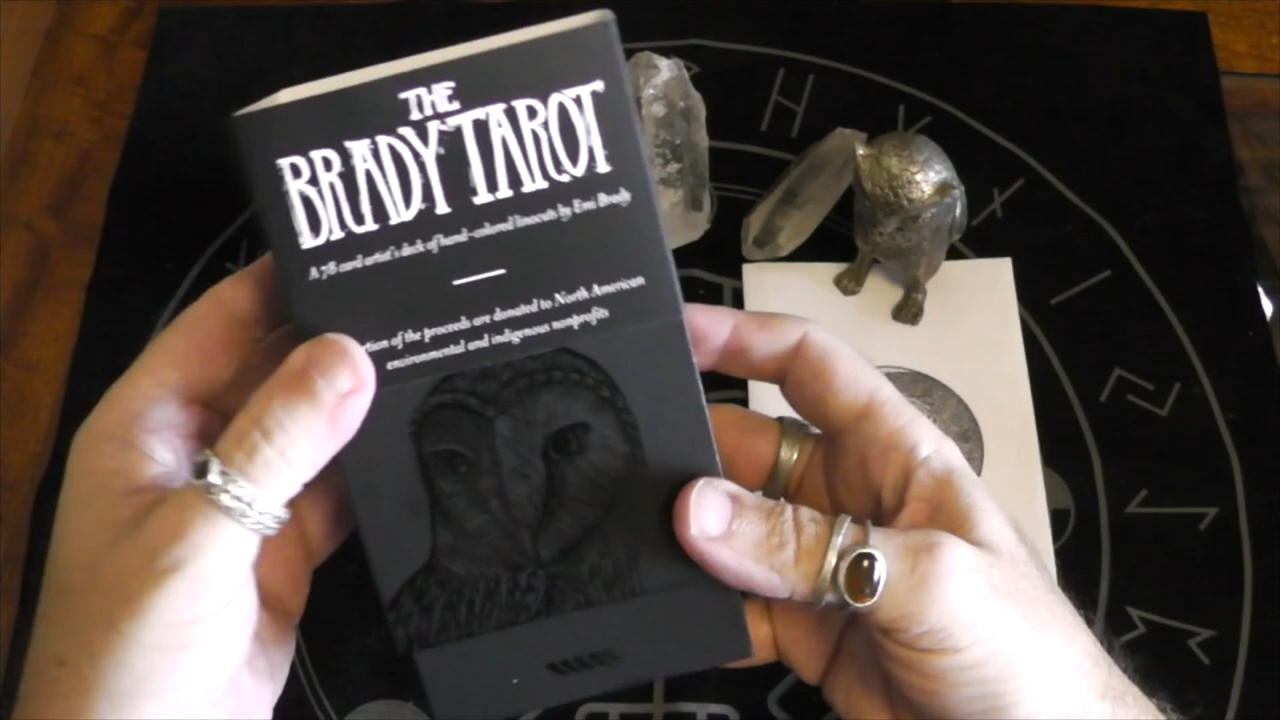 THE
BRADY TAROT
A 78 card artist's deck of hand-colored linocuts by Emi Brady
of the proceeds are donated to North American
environmental and indigenous nonprofits